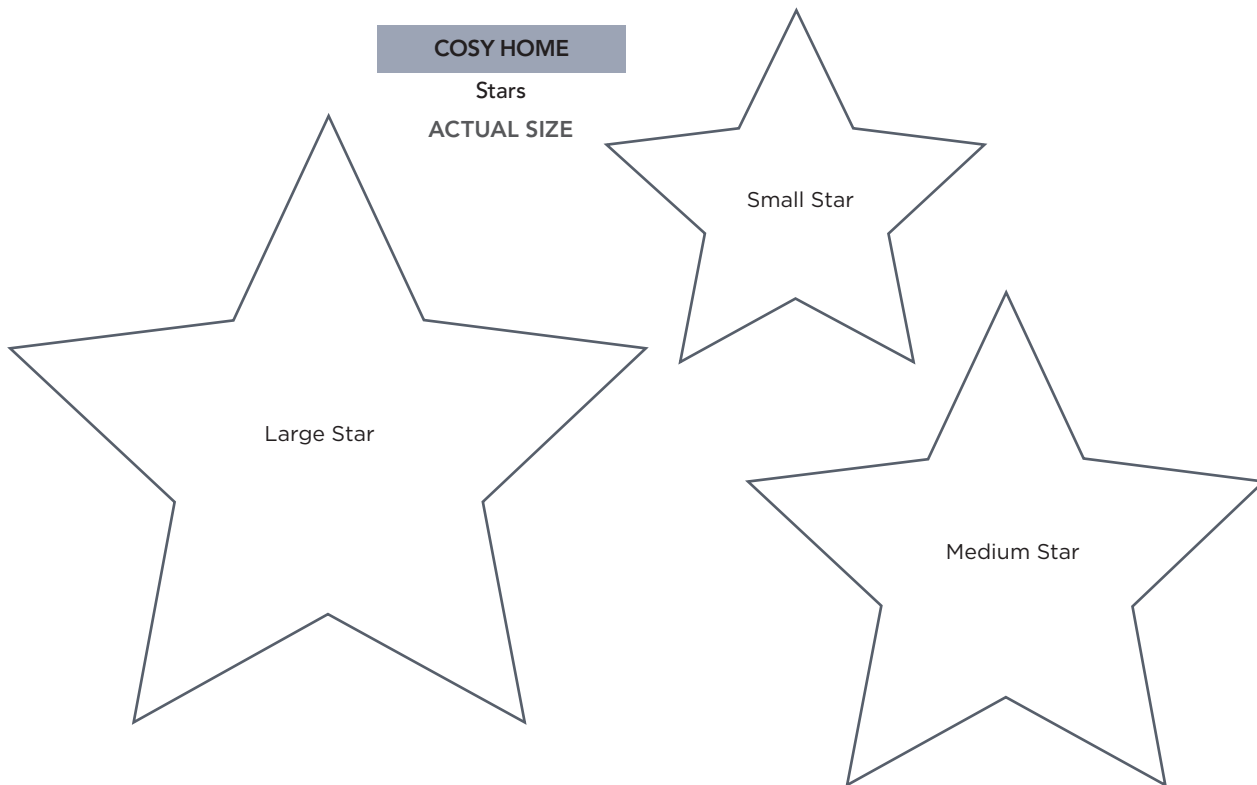 COSY HOME
Stars
ACTUAL SIZE
Small Star
Large Star
Medium Star